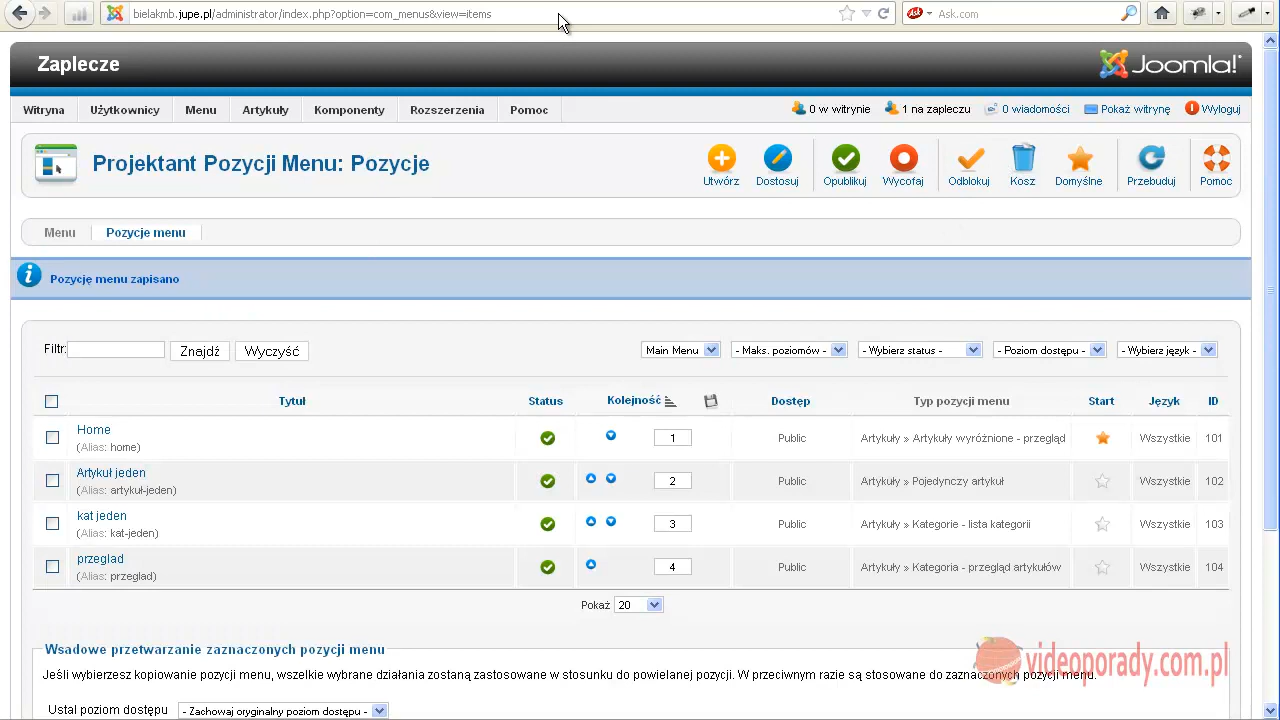 bielakmb.jupe.pl/administrator/index.php?option=com_menus&view=items
Ask.com
Zaplecze
Joomla!
Witryna Użytkownicy Menu Artykuły Komponenty Rozszerzenia Pomoc 0 w witrynie 1 na zapleczu 0 wiadomości Pokaż witrynę Wyloguj
Projektant Pozycji Menu: Pozycje
Utwórz Dostosuj Opublikuj Wycofaj Odblokuj Kosz Domyślne Przebuduj Pomoc
Menu Pozycje menu
Pozycję menu zapisano
Filtr: Znajdź Wyczyść Main Menu - Maks. poziomów - - Wybierz status - - Poziom dostępu - - Wybierz język -
Tytuł Status Kolejność Dostęp Typ pozycji menu Start Język ID
Home 1 Public Artykuły » Artykuły wyróżnione - przegląd Wszystkie 101
(Alias: home)
Artykuł jeden 2 Public Artykuły » Pojedynczy artykuł Wszystkie 102
(Alias: artykuł-jeden)
kat jeden 3 Public Artykuły » Kategorie - lista kategorii Wszystkie 103
(Alias: kat-jeden)
przeglad 4 Public Artykuły » Kategoria - przegląd artykułów Wszystkie 104
(Alias: przeglad)
Pokaż 20
Wsadowe przetwarzanie zaznaczonych pozycji menu
videoporady.com.pl
Jeśli wybierzesz kopiowanie pozycji menu, wszelkie wybrane działania zostaną zastosowane w stosunku do powielanej pozycji. W przeciwnym razie są stosowane do zaznaczonych pozycji menu.
Ustal poziom dostępu - Zachowaj oryginalny poziom dostępu -